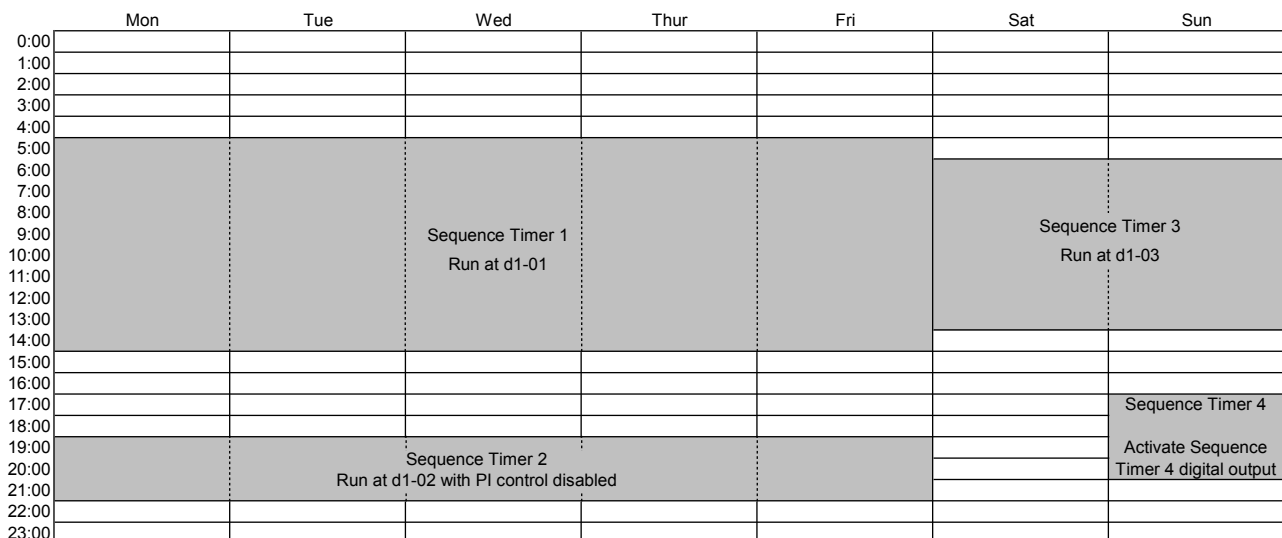 Mon Tue Wed Thur Fri Sat Sun
0:00
1:00
2:00
3:00
4:00
5:00
6:00
7:00
8:00
9:00
10:00
11:00
12:00
13:00
14:00
15:00
16:00
17:00
18:00
19:00
20:00
21:00
22:00
23:00
Sequence Timer 1
Run at d1-01
Sequence Timer 3
Run at d1-03
Sequence Timer 2
Run at d1-02 with PI control disabled
Sequence Timer 4
Activate Sequence
Timer 4 digital output